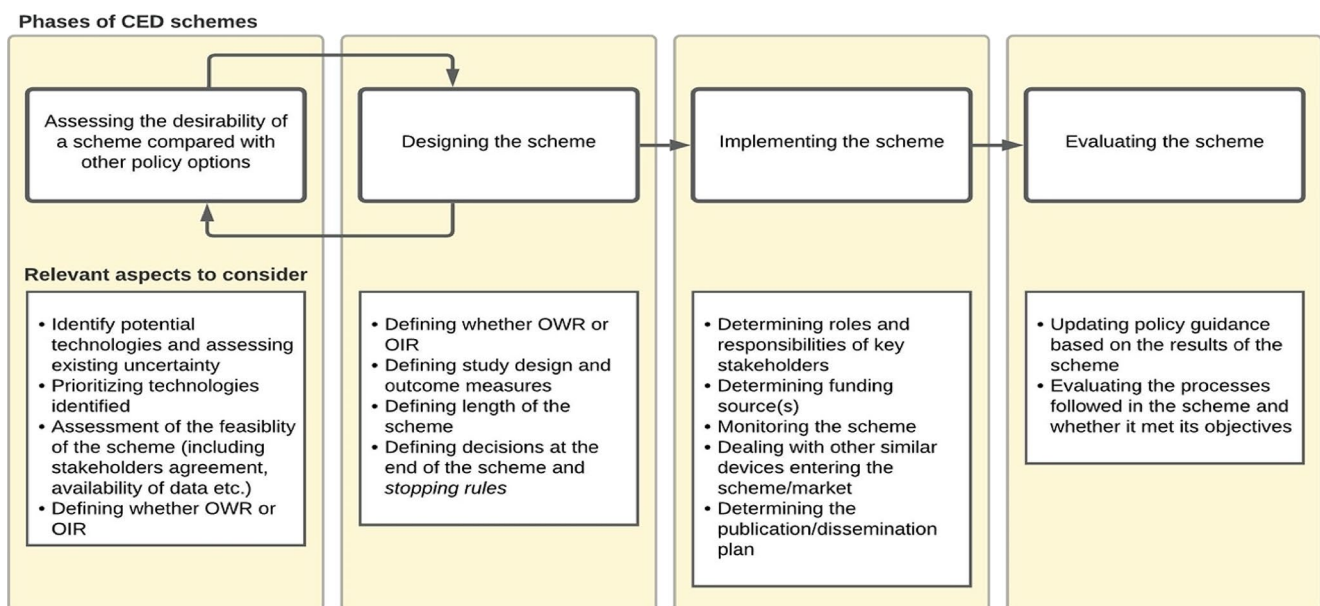 Phases of CED schemes
Assessing the desirability of
a scheme compared with
other policy options
Designing the scheme
Implementing the scheme
Evaluating the scheme
Relevant aspects to consider
• Identify potential
technologies and assessing
existing uncertainty
• Prioritizing technologies
identified
• Assessment of the feasiblity
of the scheme (including
stakeholders agreement,
availability of data etc.)
• Defining whether OWR or
OIR
• Defining whether OWR or
OIR
• Defining study design and
outcome measures
• Defining length of the
scheme
• Defining decisions at the
end of the scheme and
stopping rules
• Determining roles and
responsibilities of key
stakeholders
• Determining funding
source(s)
• Monitoring the scheme
• Dealing with other similar
devices entering the
scheme/market
• Determining the
publication/dissemination
plan
• Updating policy guidance
based on the results of the
scheme
• Evaluating the processes
followed in the scheme and
whether it met its objectives